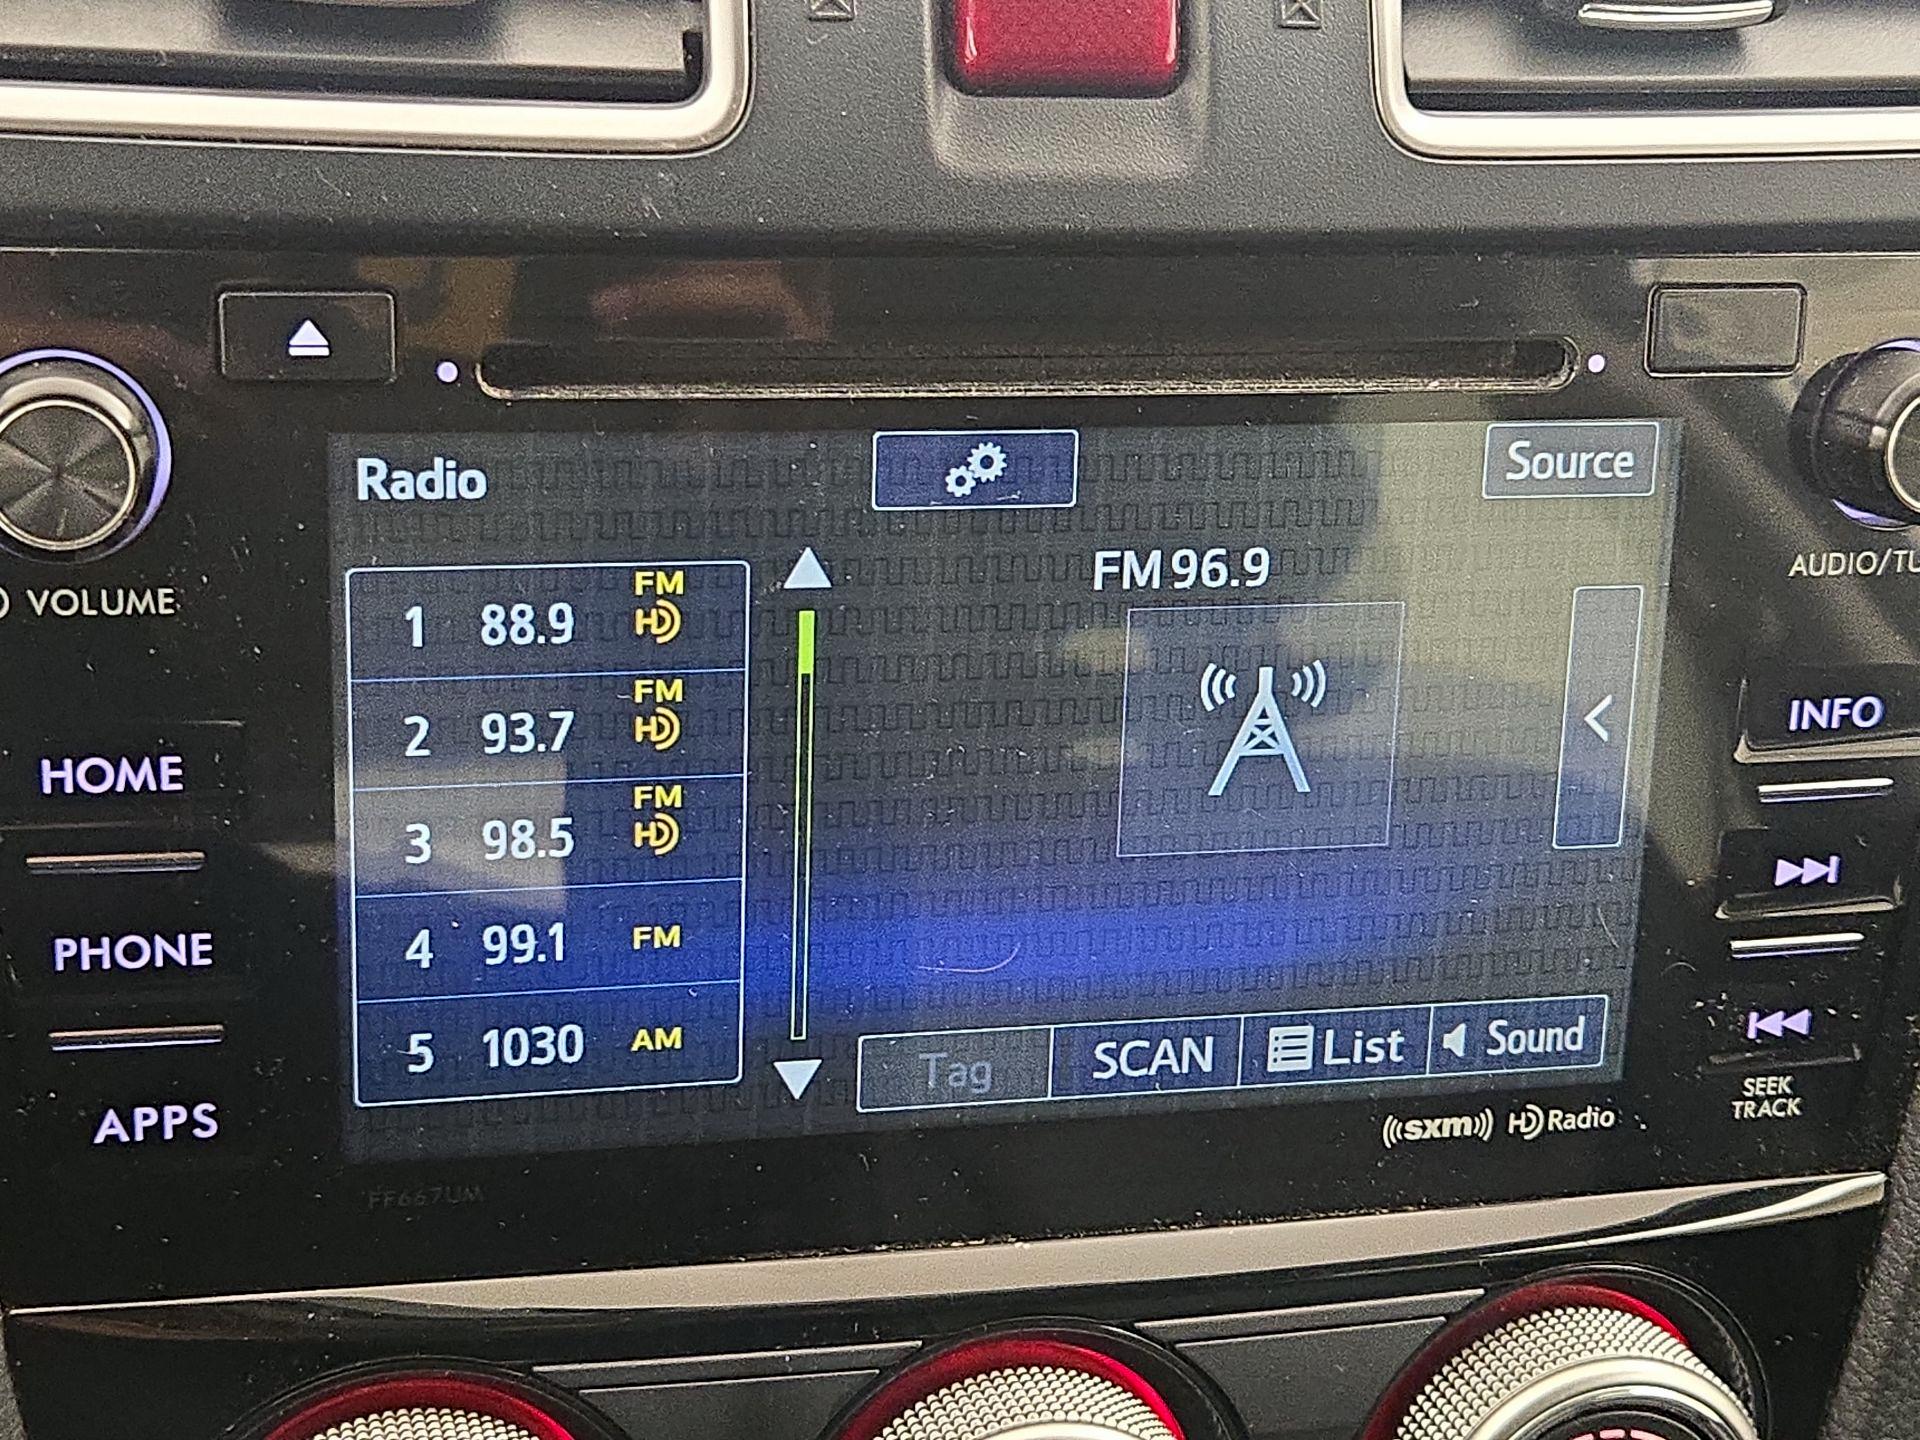 Radio
Source
FM 96.9
1 88.9 FM HD
2 93.7 FM HD
3 98.5 FM HD
4 99.1 FM
5 1030 AM
Tag SCAN List Sound
VOLUME
HOME
PHONE
APPS
AUDIO/TU
INFO
SEEK
TRACK
((sxm)) HD Radio
FF667UM